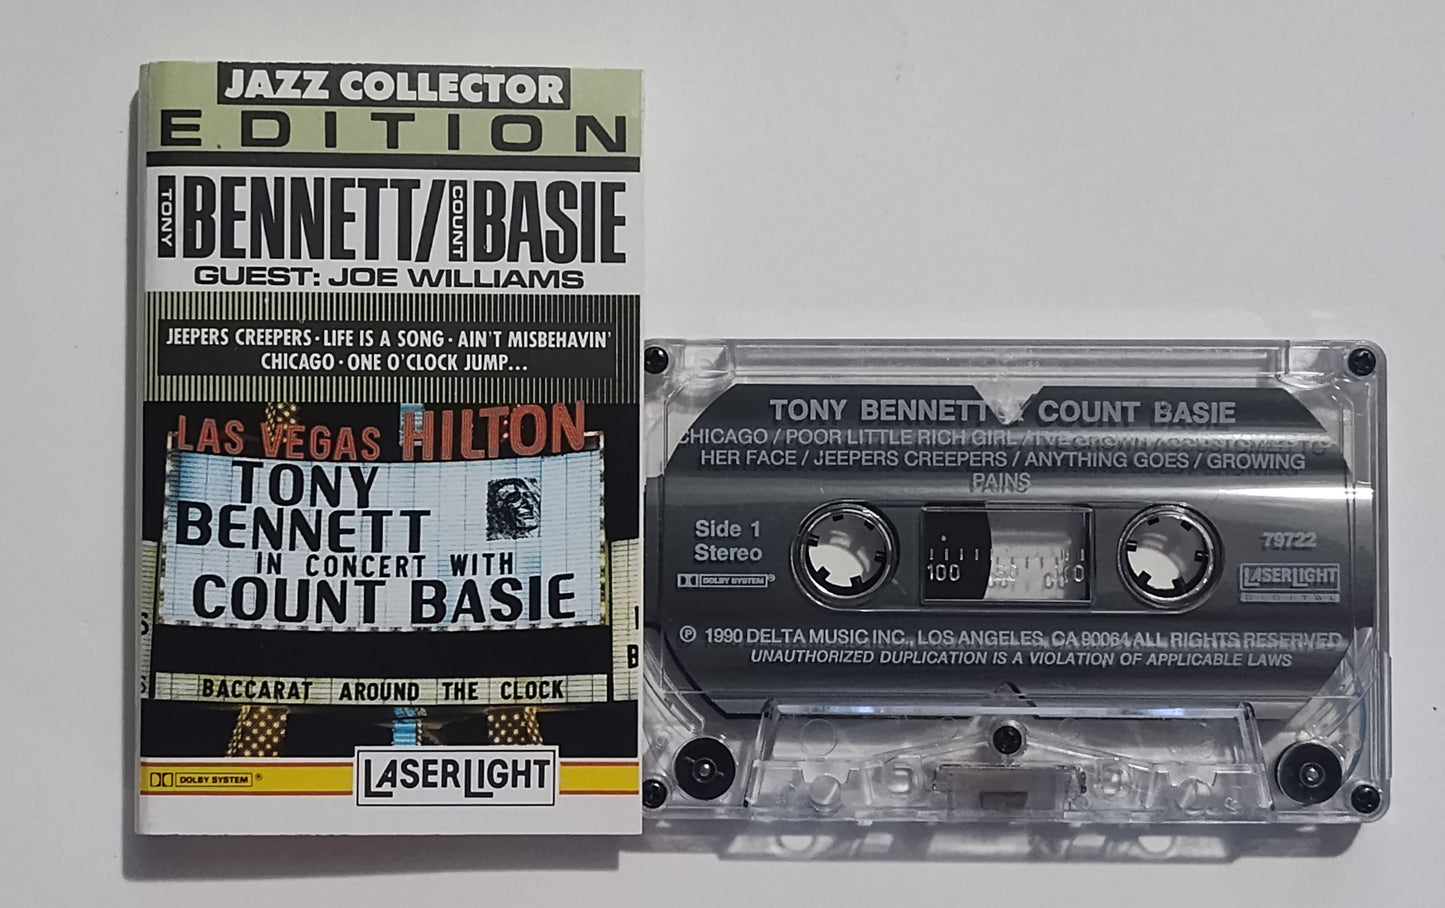 JAZZ COLLECTOR
EDITION
TONY BENNETT/COUNT BASIE
GUEST: JOE WILLIAMS
JEEPERS CREEPERS · LIFE IS A SONG · AIN'T MISBEHAVIN'
CHICAGO · ONE O'CLOCK JUMP...
LAS VEGAS HILTON
TONY
BENNETT
IN CONCERT WITH
COUNT BASIE
BACCARAT AROUND THE CLOCK
DOLBY SYSTEM®
LASERLIGHT
TONY BENNETT & COUNT BASIE
CHICAGO / POOR LITTLE RICH GIRL / I'VE GROWN ACCUSTOMED TO
HER FACE / JEEPERS CREEPERS / ANYTHING GOES / GROWING
PAINS
Side 1
Stereo
DOLBY SYSTEM®
100
79722
LASERLIGHT
DIGITAL
℗ 1990 DELTA MUSIC INC., LOS ANGELES, CA 90064 ALL RIGHTS RESERVED
UNAUTHORIZED DUPLICATION IS A VIOLATION OF APPLICABLE LAWS